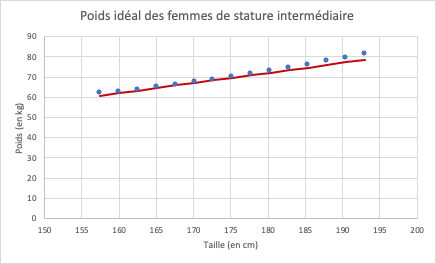 Poids idéal des femmes de stature intermédiaire
90
80
70
60
50
40
30
20
10
0
Poids (en kg)
150 155 160 165 170 175 180 185 190 195 200
Taille (en cm)